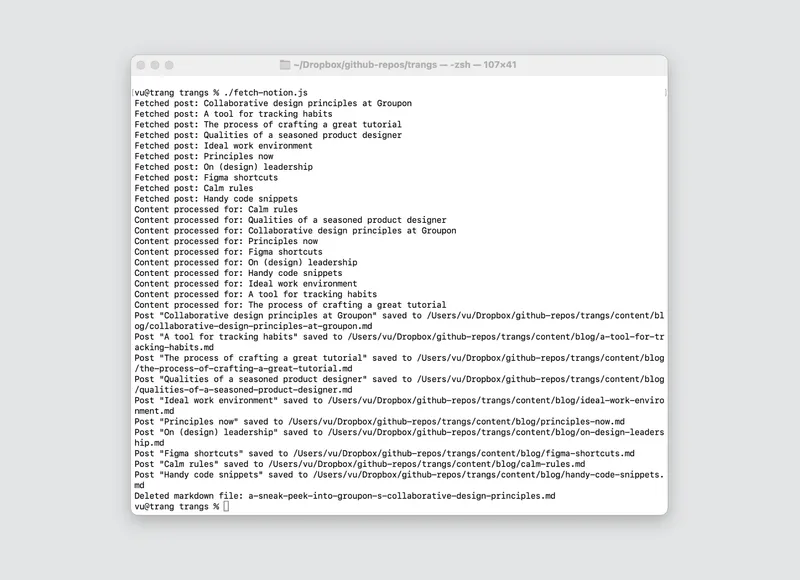 ~/Dropbox/github-repos/trangs — -zsh — 107×41
vu@trang trangs % ./fetch-notion.js
Fetched post: Collaborative design principles at Groupon
Fetched post: A tool for tracking habits
Fetched post: The process of crafting a great tutorial
Fetched post: Qualities of a seasoned product designer
Fetched post: Ideal work environment
Fetched post: Principles now
Fetched post: On (design) leadership
Fetched post: Figma shortcuts
Fetched post: Calm rules
Fetched post: Handy code snippets
Content processed for: Calm rules
Content processed for: Qualities of a seasoned product designer
Content processed for: Collaborative design principles at Groupon
Content processed for: Principles now
Content processed for: Figma shortcuts
Content processed for: On (design) leadership
Content processed for: Handy code snippets
Content processed for: Ideal work environment
Content processed for: A tool for tracking habits
Content processed for: The process of crafting a great tutorial
Post "Collaborative design principles at Groupon" saved to /Users/vu/Dropbox/github-repos/trangs/content/bl
og/collaborative-design-principles-at-groupon.md
Post "A tool for tracking habits" saved to /Users/vu/Dropbox/github-repos/trangs/content/blog/a-tool-for-tr
acking-habits.md
Post "The process of crafting a great tutorial" saved to /Users/vu/Dropbox/github-repos/trangs/content/blog
/the-process-of-crafting-a-great-tutorial.md
Post "Qualities of a seasoned product designer" saved to /Users/vu/Dropbox/github-repos/trangs/content/blog
/qualities-of-a-seasoned-product-designer.md
Post "Ideal work environment" saved to /Users/vu/Dropbox/github-repos/trangs/content/blog/ideal-work-enviro
nment.md
Post "Principles now" saved to /Users/vu/Dropbox/github-repos/trangs/content/blog/principles-now.md
Post "On (design) leadership" saved to /Users/vu/Dropbox/github-repos/trangs/content/blog/on-design-leaders
hip.md
Post "Figma shortcuts" saved to /Users/vu/Dropbox/github-repos/trangs/content/blog/figma-shortcuts.md
Post "Calm rules" saved to /Users/vu/Dropbox/github-repos/trangs/content/blog/calm-rules.md
Post "Handy code snippets" saved to /Users/vu/Dropbox/github-repos/trangs/content/blog/handy-code-snippets.
md
Deleted markdown file: a-sneak-peek-into-groupon-s-collaborative-design-principles.md
vu@trang trangs %